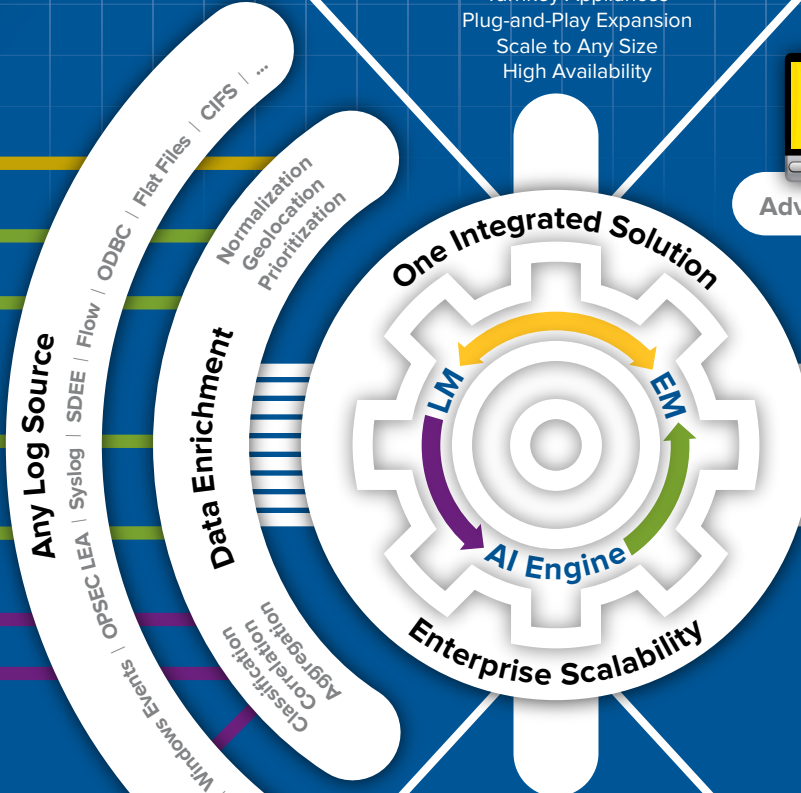 Plug-and-Play Expansion
Scale to Any Size
High Availability
Any Log Source
Windows Events | OPSEC LEA | Syslog | SDEE | Flow | ODBC | Flat Files | CIFS | ...
Normalization
Geolocation
Prioritization
Data Enrichment
Classification
Correlation
Aggregation
One Integrated Solution
LM
EM
AI Engine
Enterprise Scalability
Adv